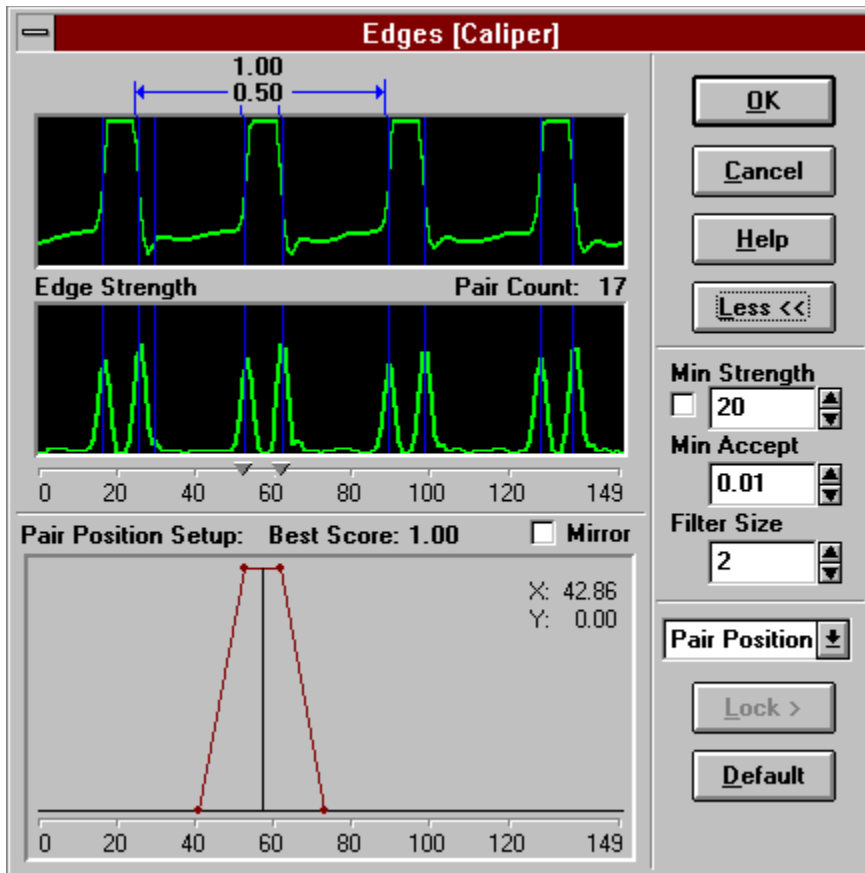 Edges [Caliper]
1.00
0.50
OK
Cancel
Help
Less <<
Edge Strength Pair Count: 17
Min Strength
20
Min Accept
0.01
Filter Size
2
0 20 40 60 80 100 120 149
Pair Position Setup: Best Score: 1.00 Mirror
X: 42.86
Y: 0.00
Pair Position
Lock >
Default
0 20 40 60 80 100 120 149